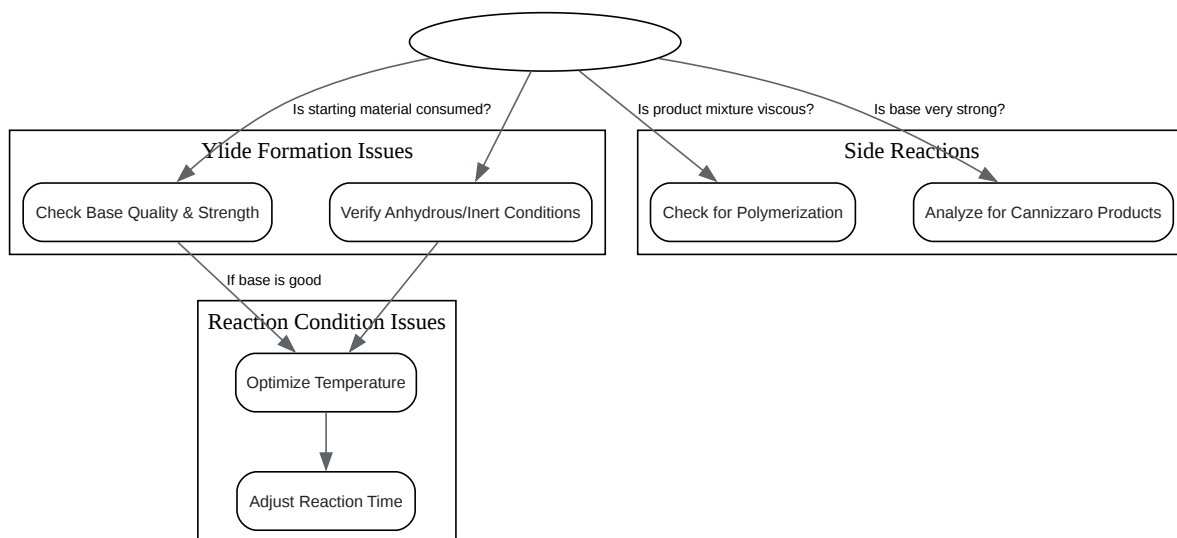 Is starting material consumed?
Is product mixture viscous?
Is base very strong?
Ylide Formation Issues
Side Reactions
Check Base Quality & Strength
Verify Anhydrous/Inert Conditions
Check for Polymerization
Analyze for Cannizzaro Products
If base is good
Reaction Condition Issues
Optimize Temperature
Adjust Reaction Time